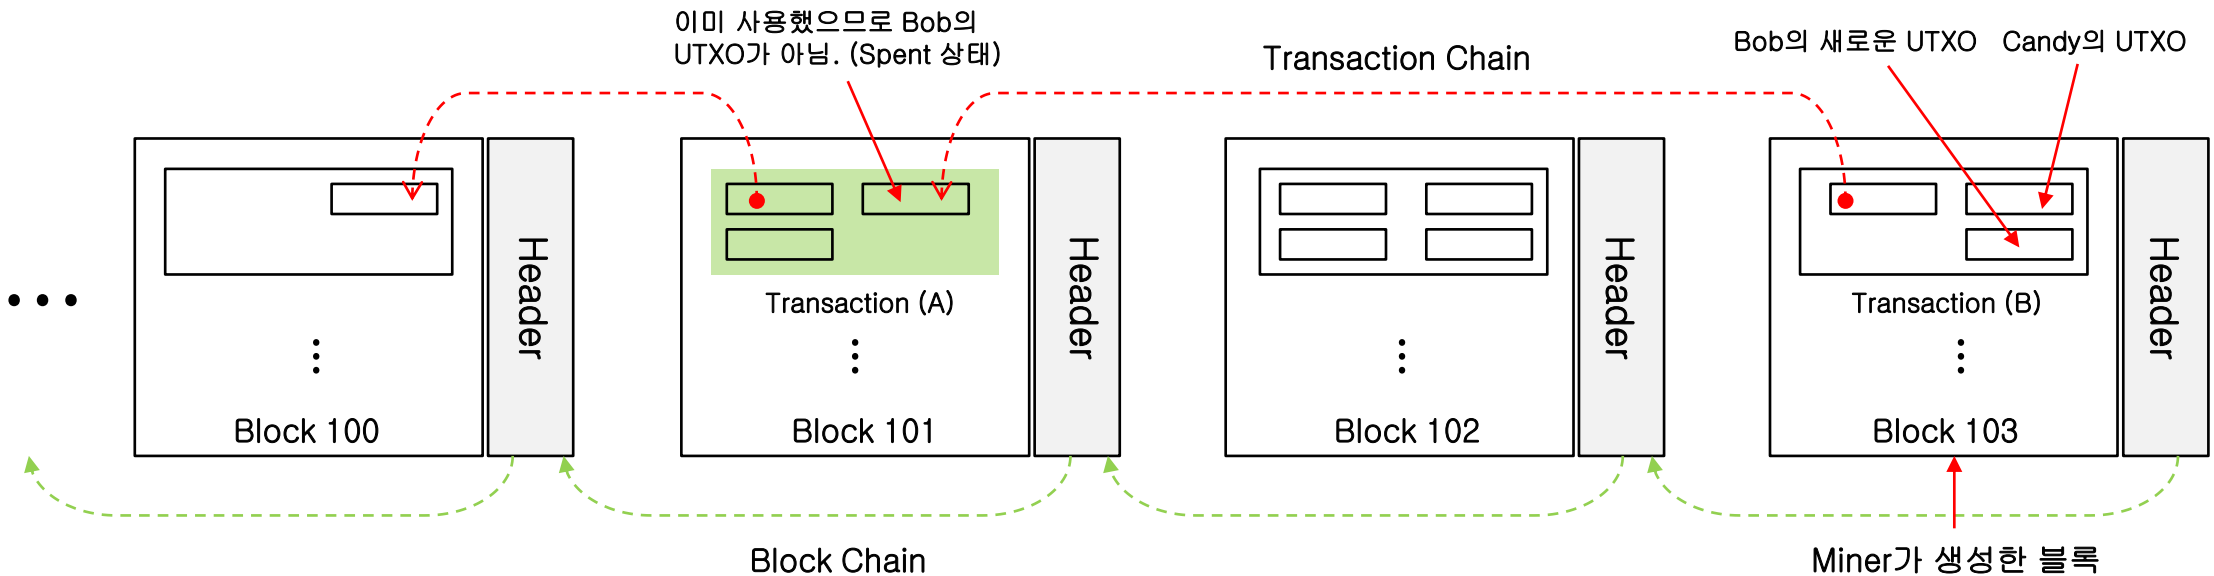 이미 사용했으므로 Bob의
UTXO가 아님. (Spent 상태)
Transaction Chain
Bob의 새로운 UTXO
Candy의 UTXO
Header
Header
Header
Header
Transaction (A)
Transaction (B)
Block 100
Block 101
Block 102
Block 103
Block Chain
Miner가 생성한 블록